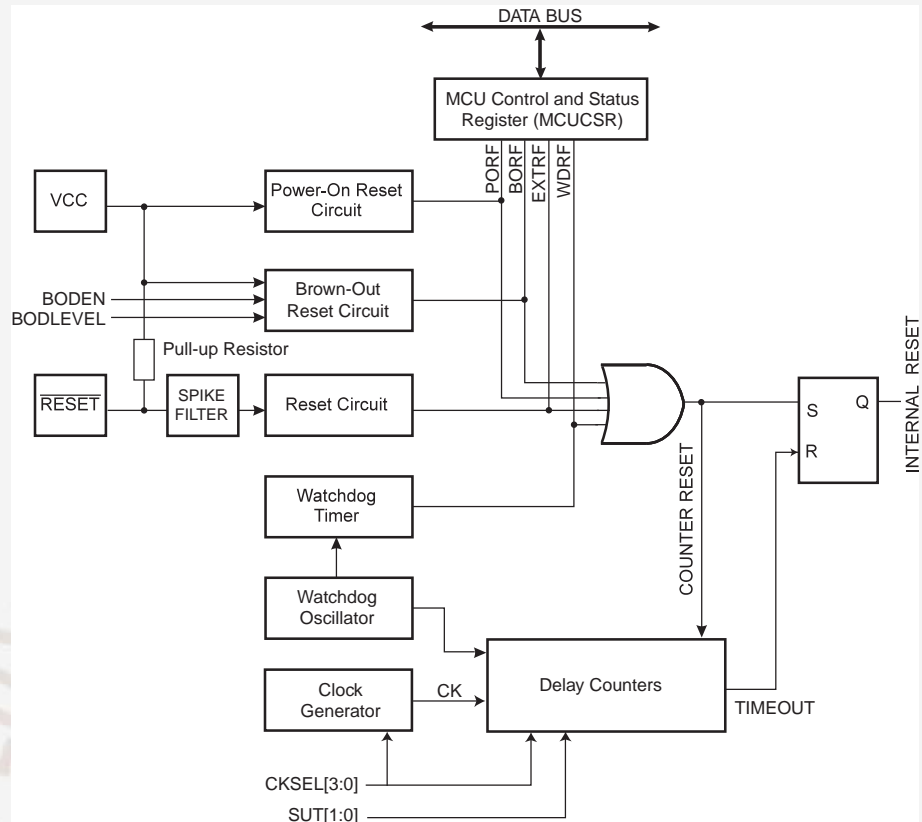 DATA BUS
MCU Control and Status
Register (MCUCSR)
PORF
BORF
EXTRF
WDRF
VCC
Power-On Reset
Circuit
BODEN
BODLEVEL
Brown-Out
Reset Circuit
Pull-up Resistor
RESET
SPIKE
FILTER
Reset Circuit
S
Q
R
INTERNAL RESET
COUNTER RESET
Watchdog
Timer
Watchdog
Oscillator
Clock
Generator
CK
Delay Counters
TIMEOUT
CKSEL[3:0]
SUT[1:0]